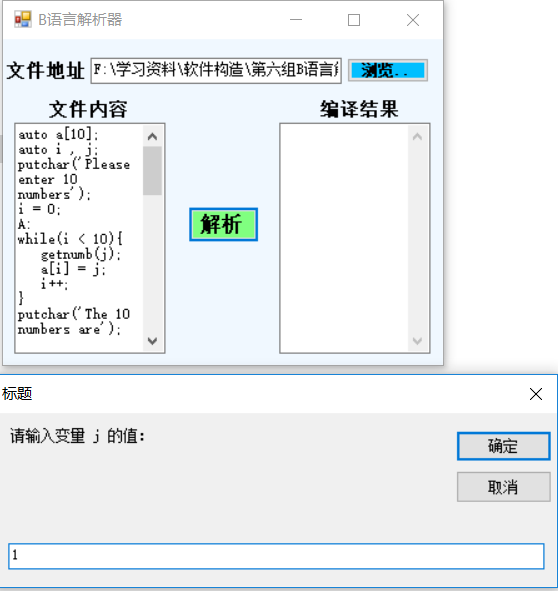 B语言解析器
文件地址 F:\学习资料\软件构造\第六组B语言 浏览..
文件内容 编译结果
auto a[10];
auto i , j;
putchar('Please
enter 10
numbers');
i = 0;
A:
while(i < 10){
getnumb(j);
a[i] = j;
i++;
}
putchar('The 10
numbers are');
解析
标题
请输入变量 j 的值:
确定
取消
1